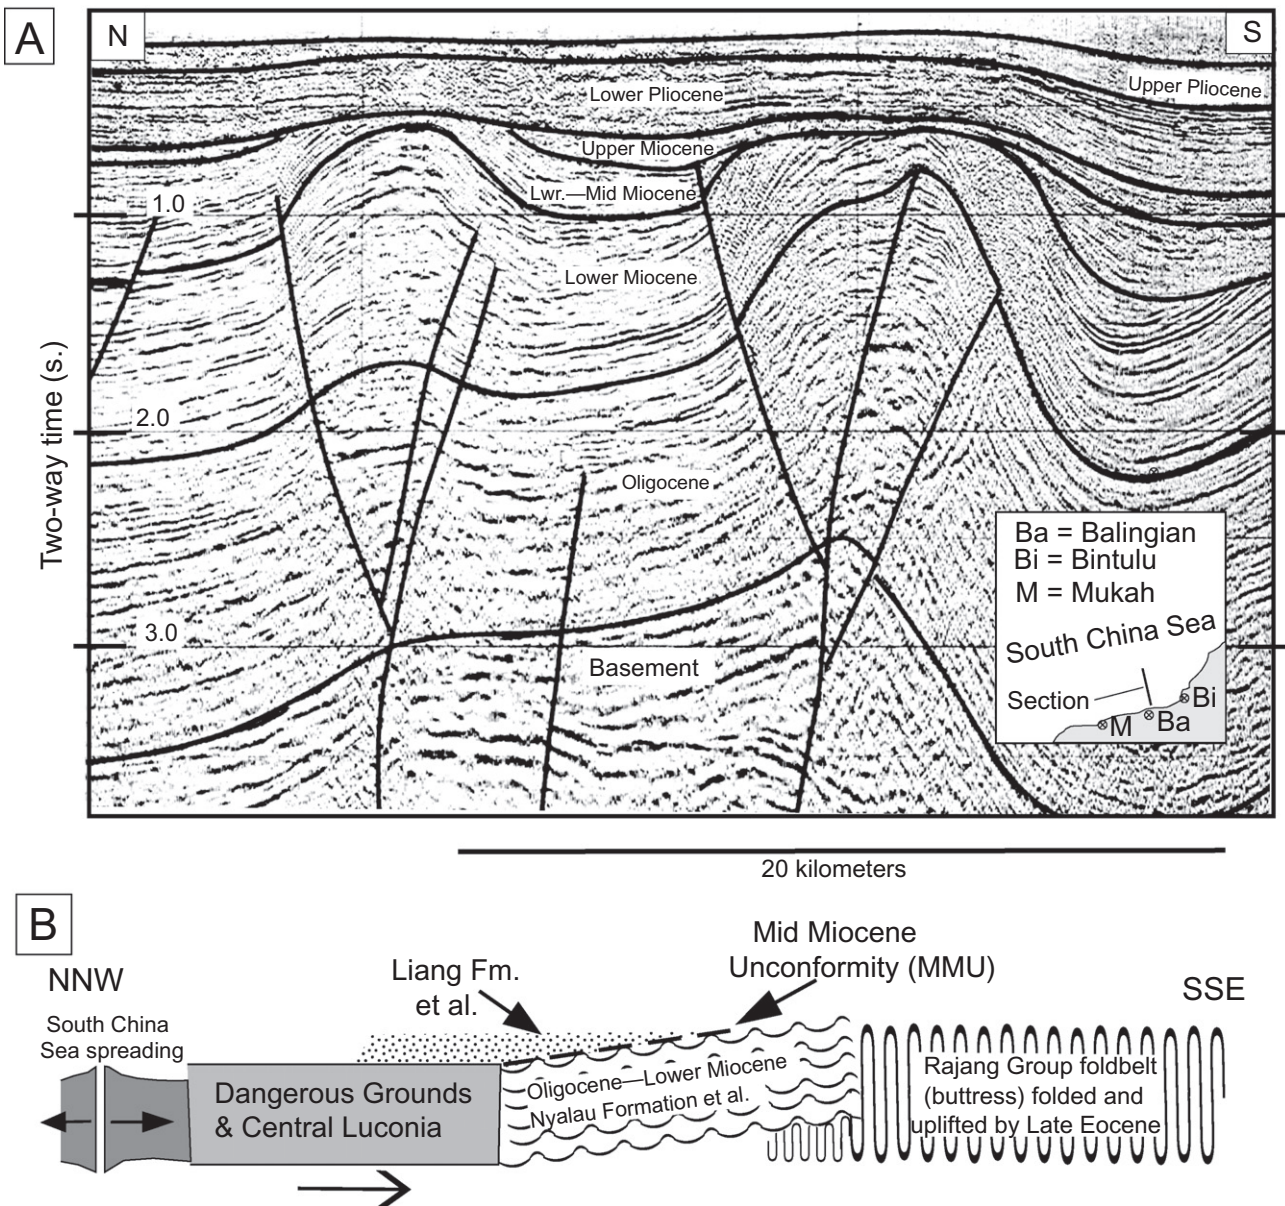 A
N
S
Lower Pliocene
Upper Pliocene
Upper Miocene
Lwr.—Mid Miocene
1.0
Lower Miocene
Two-way time (s.)
2.0
Oligocene
Ba = Balingian
Bi = Bintulu
M = Mukah
3.0
South China Sea
Basement
Section
Bi
Ba
M
20 kilometers
B
Mid Miocene
Unconformity (MMU)
NNW
Liang Fm.
et al.
SSE
South China
Sea spreading
Dangerous Grounds
& Central Luconia
Oligocene—Lower Miocene
Nyalau Formation et al.
Rajang Group foldbelt
(buttress) folded and
uplifted by Late Eocene